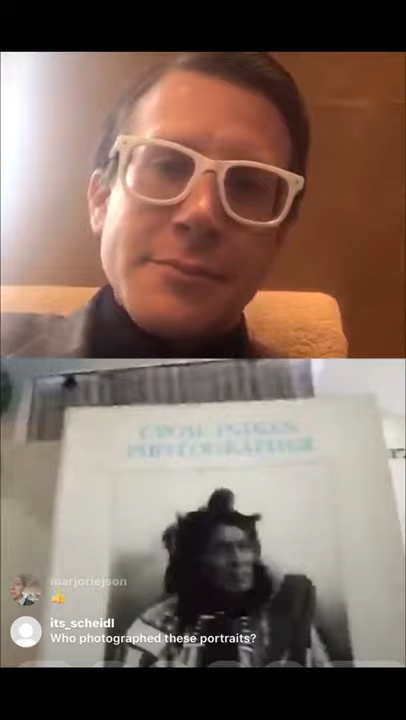 CROW INDIAN
PHOTOGRAPHER
marjoriejson
👍
its_scheidl
Who photographed these portraits?